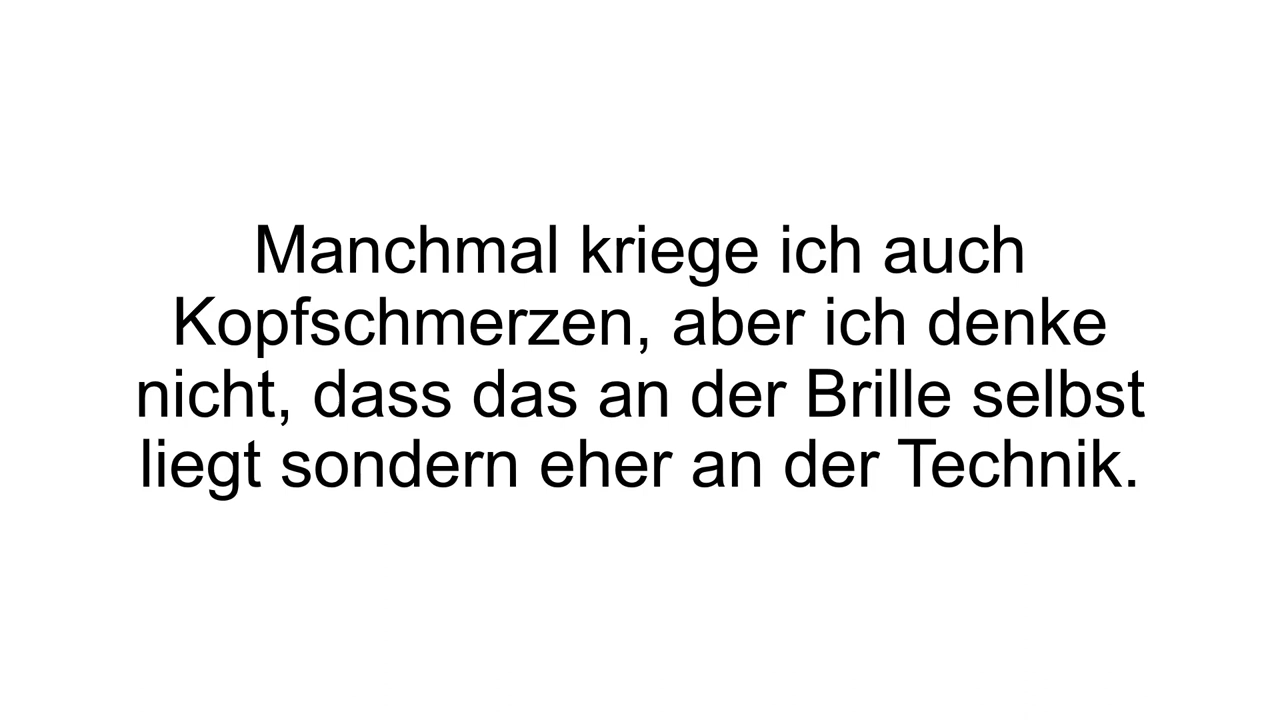 Manchmal kriege ich auch
Kopfschmerzen, aber ich denke
nicht, dass das an der Brille selbst
liegt sondern eher an der Technik.